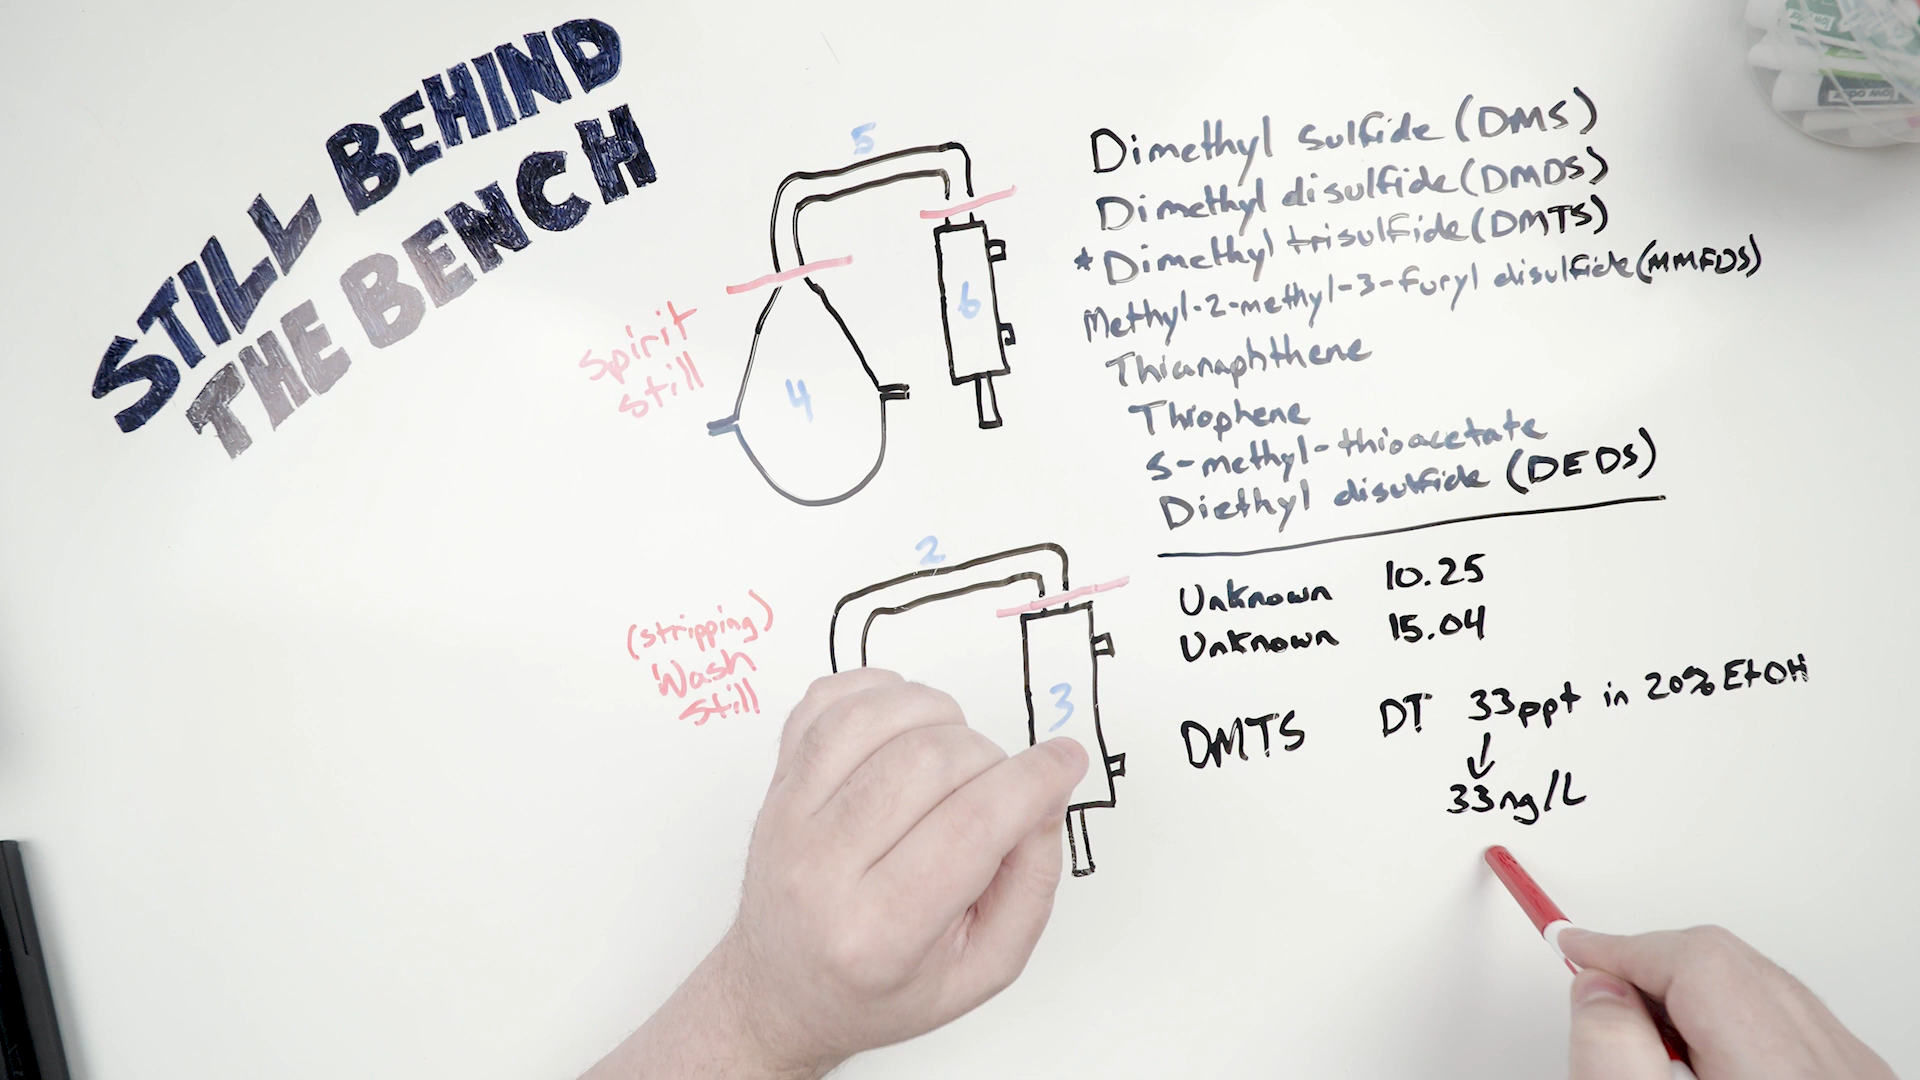 STILL BEHIND
THE BENCH
5
6
4
Spirit
still
Dimethyl sulfide (DMS)
Dimethyl disulfide (DMDS)
*Dimethyl trisulfide (DMTS)
Methyl-2-methyl-3-furyl disulfide (MMFDS)
Thianaphthene
Thiophene
S-methyl-thioacetate
Diethyl disulfide (DEDS)
2
3
(stripping)
Wash
still
Unknown 10.25
Unknown 15.04
DMTS DT 33ppt in 20% EtOH
↓
33ng/L